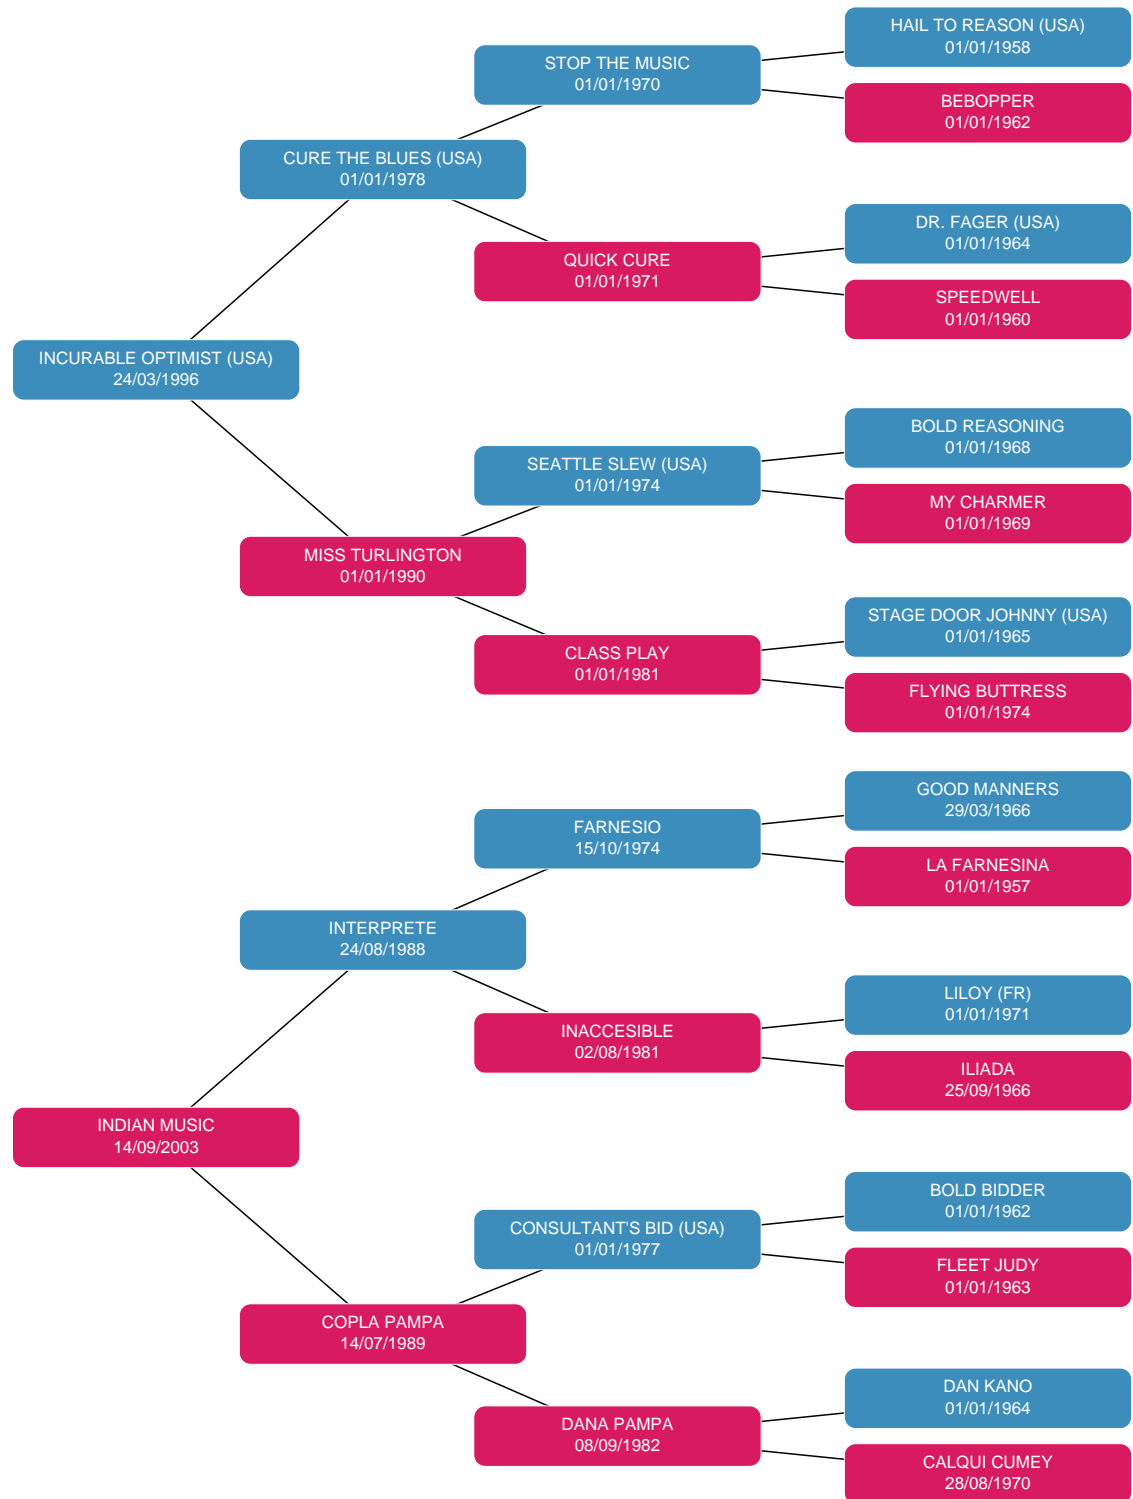 HAIL TO REASON (USA)
01/01/1958
STOP THE MUSIC
01/01/1970
BEBOPPER
01/01/1962
CURE THE BLUES (USA)
01/01/1978
DR. FAGER (USA)
01/01/1964
QUICK CURE
01/01/1971
SPEEDWELL
01/01/1960
INCURABLE OPTIMIST (USA)
24/03/1996
BOLD REASONING
01/01/1968
SEATTLE SLEW (USA)
01/01/1974
MY CHARMER
01/01/1969
MISS TURLINGTON
01/01/1990
STAGE DOOR JOHNNY (USA)
01/01/1965
CLASS PLAY
01/01/1981
FLYING BUTTRESS
01/01/1974
GOOD MANNERS
29/03/1966
FARNESIO
15/10/1974
LA FARNESINA
01/01/1957
INTERPRETE
24/08/1988
LILOY (FR)
01/01/1971
INACCESIBLE
02/08/1981
ILIADA
25/09/1966
INDIAN MUSIC
14/09/2003
BOLD BIDDER
01/01/1962
CONSULTANT'S BID (USA)
01/01/1977
FLEET JUDY
01/01/1963
COPLA PAMPA
14/07/1989
DAN KANO
01/01/1964
DANA PAMPA
08/09/1982
CALQUI CUMEY
28/08/1970